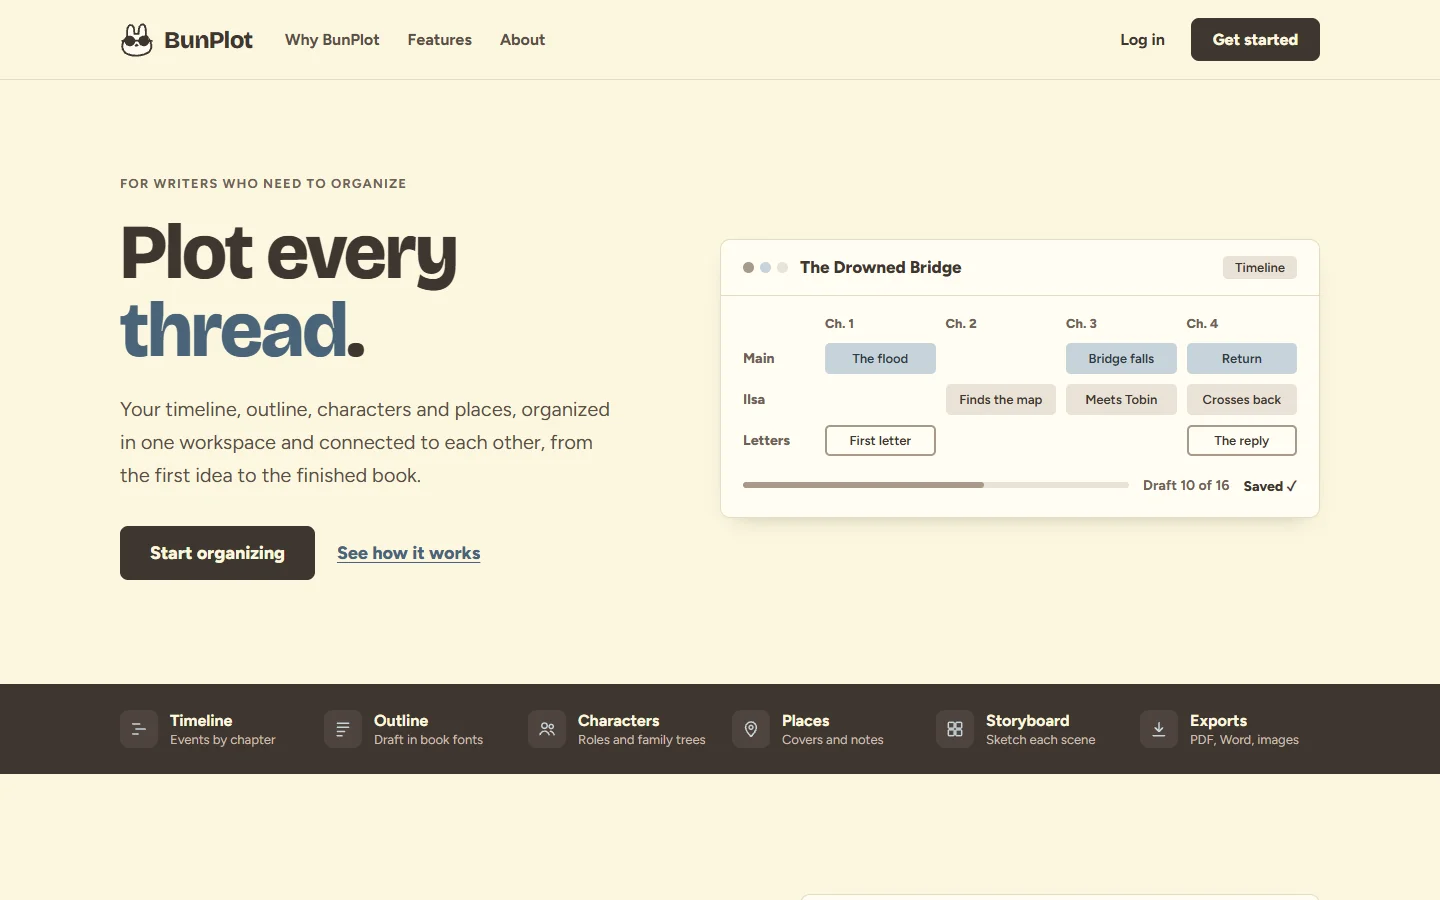 BunPlot
Why BunPlot
Features
About
Log in
Get started
FOR WRITERS WHO NEED TO ORGANIZE
Plot every
thread.
Your timeline, outline, characters and places, organized
in one workspace and connected to each other, from
the first idea to the finished book.
Start organizing
See how it works
The Drowned Bridge
Timeline
Ch. 1 Ch. 2 Ch. 3 Ch. 4
Main The flood Bridge falls Return
Ilsa Finds the map Meets Tobin Crosses back
Letters First letter The reply
Draft 10 of 16 Saved ✓
Timeline
Events by chapter
Outline
Draft in book fonts
Characters
Roles and family trees
Places
Covers and notes
Storyboard
Sketch each scene
Exports
PDF, Word, images